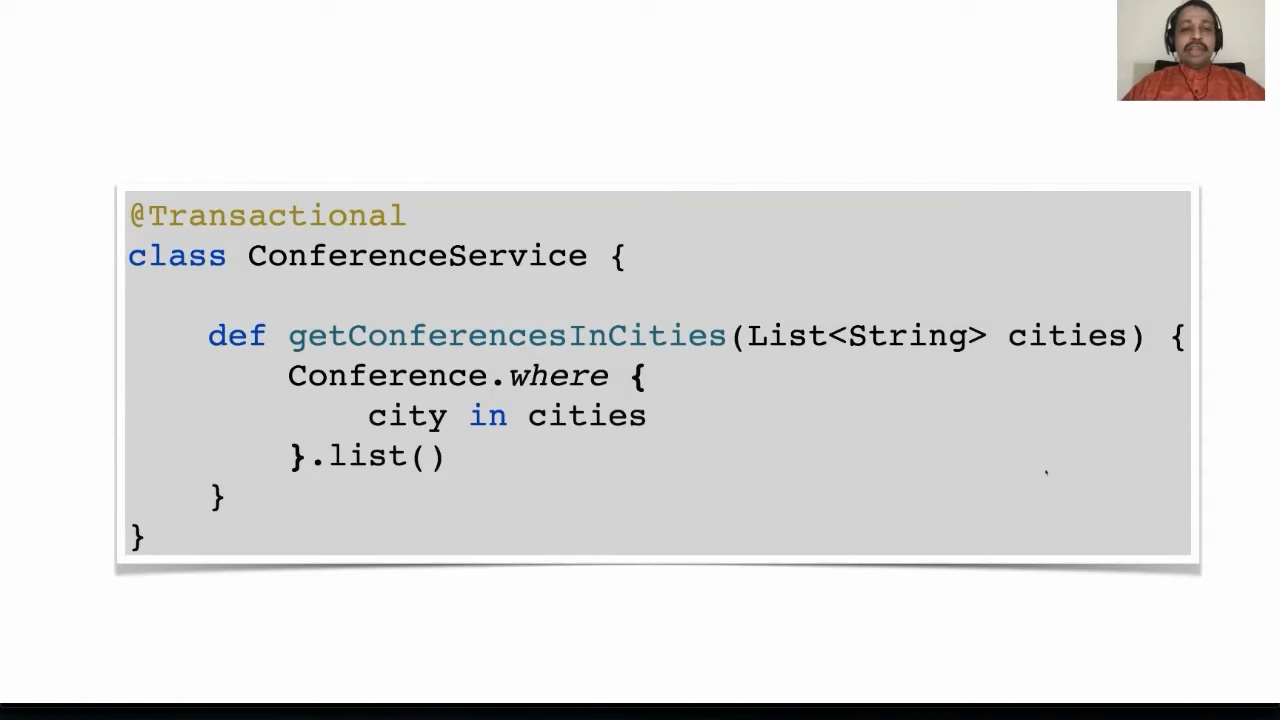 @Transactional
class ConferenceService {
def getConferencesInCities(List<String> cities) {
Conference.where {
city in cities
}.list()
}
}